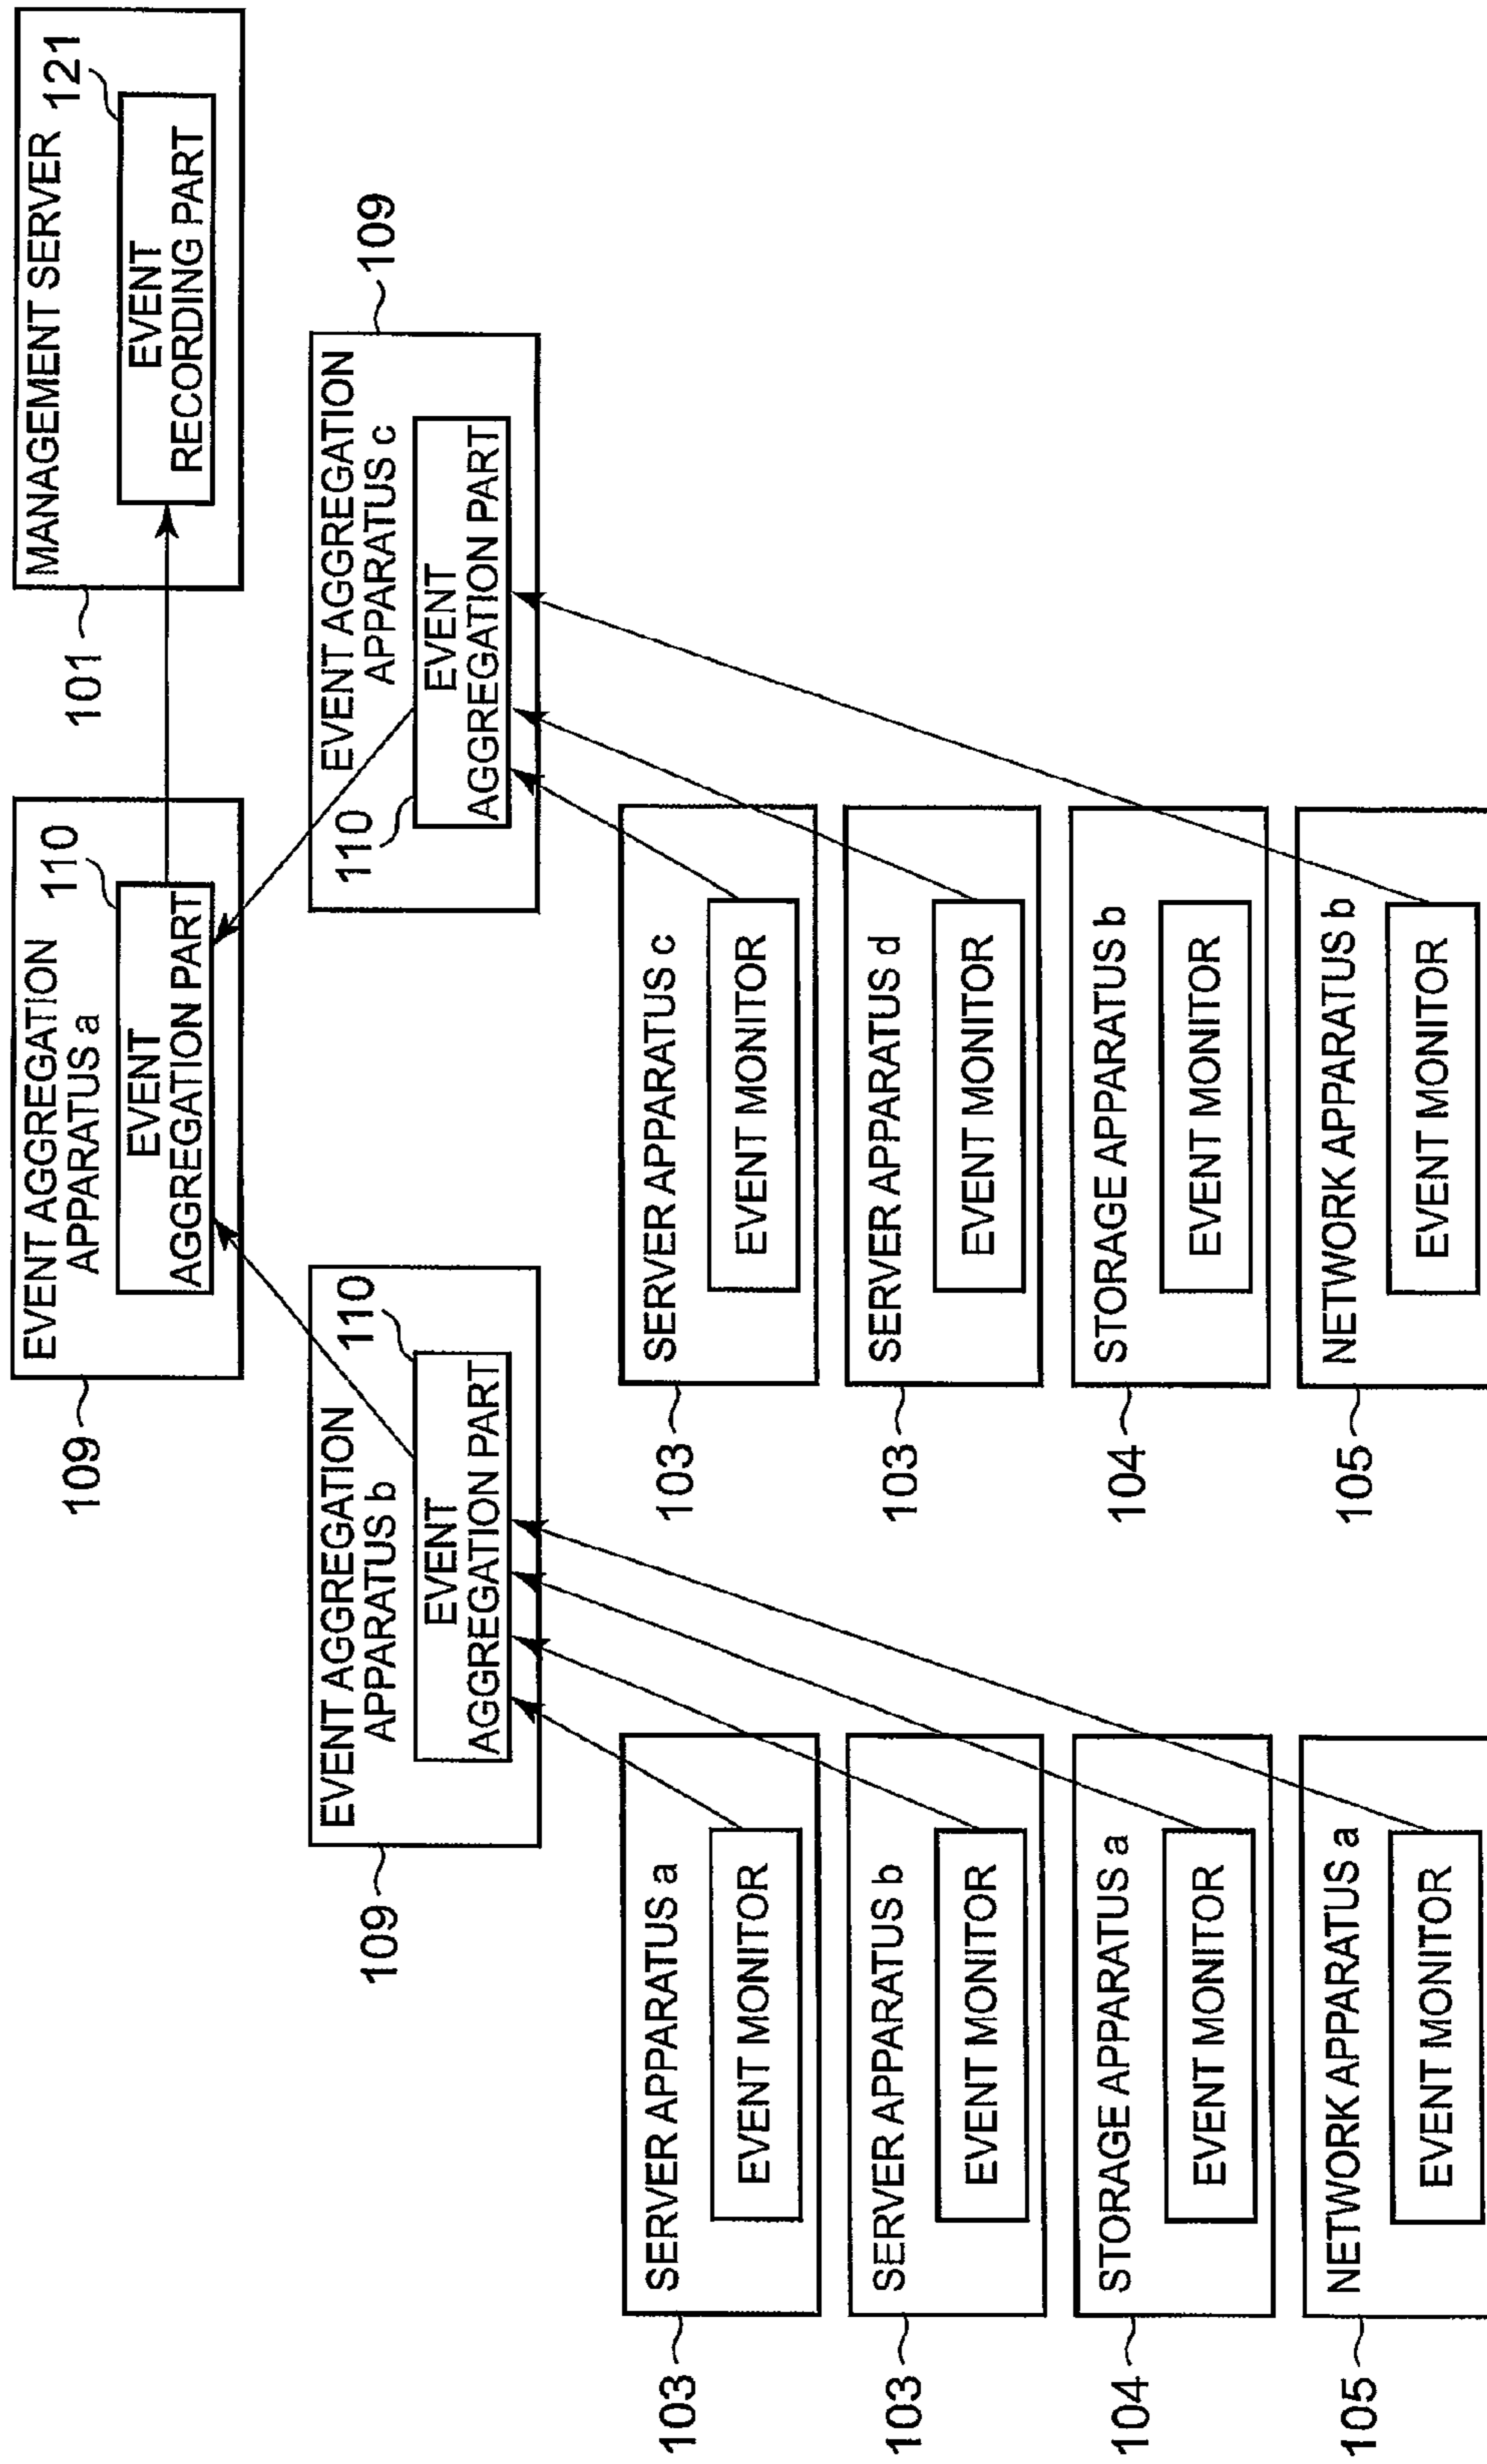 EVENT AGGREGATION
APPARATUS a
110
EVENT
AGGREGATION PART
109
MANAGEMENT SERVER
121
EVENT
RECORDING PART
101
EVENT AGGREGATION
APPARATUS b
110
EVENT
AGGREGATION PART
109
EVENT AGGREGATION
APPARATUS c
109
110
EVENT
AGGREGATION PART
SERVER APPARATUS a
EVENT MONITOR
103
SERVER APPARATUS c
EVENT MONITOR
103
SERVER APPARATUS b
EVENT MONITOR
103
SERVER APPARATUS d
EVENT MONITOR
103
STORAGE APPARATUS a
EVENT MONITOR
104
STORAGE APPARATUS b
EVENT MONITOR
104
NETWORK APPARATUS a
EVENT MONITOR
105
NETWORK APPARATUS b
EVENT MONITOR
105